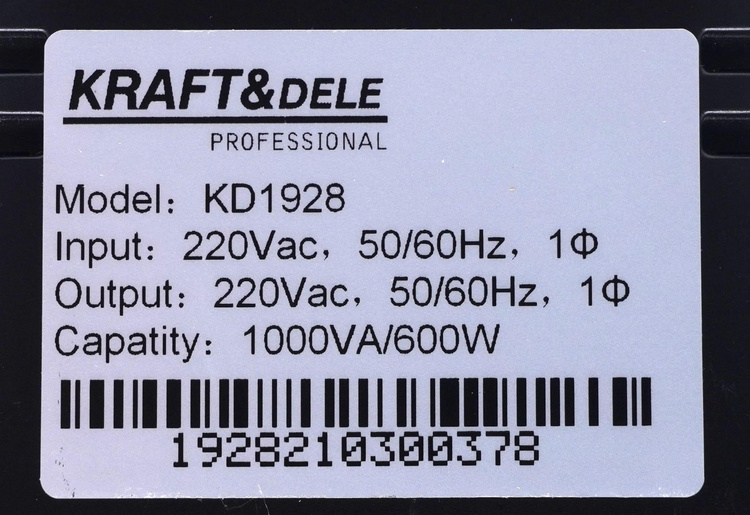 KRAFT&DELE
PROFESSIONAL
Model： KD1928
Input： 220Vac，50/60Hz，1Φ
Output： 220Vac，50/60Hz，1Φ
Capatity： 1000VA/600W
1928210300378